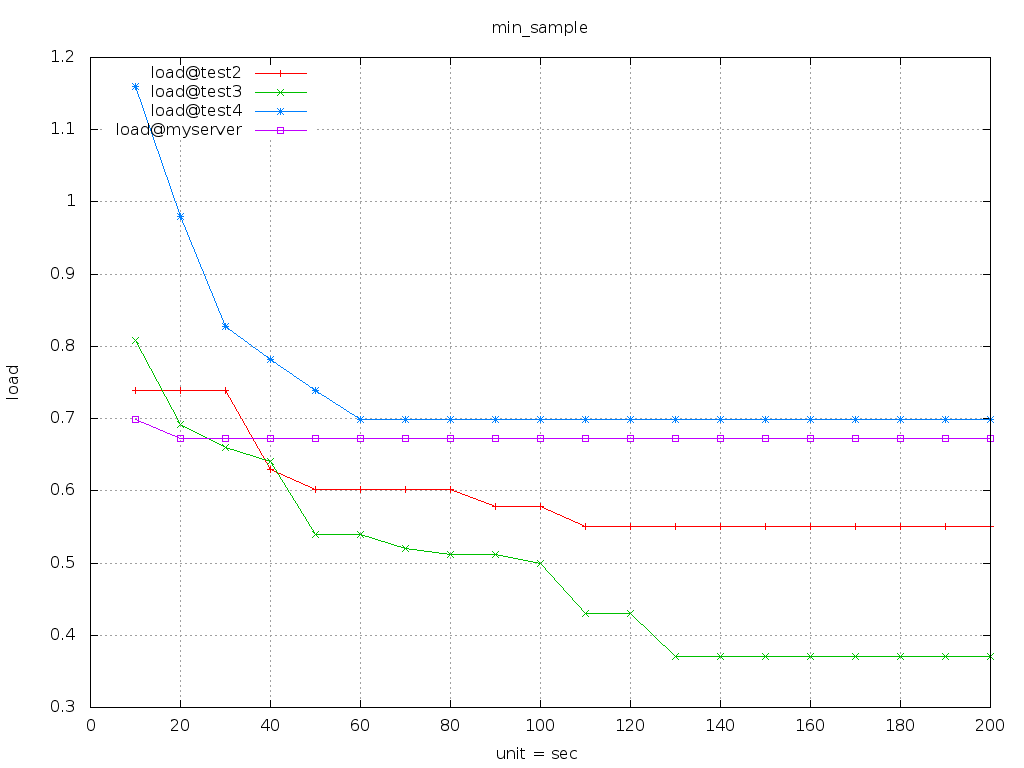 min_sample
load@test2
load@test3
load@test4
load@myserver
1.2
1.1
1
0.9
0.8
0.7
0.6
0.5
0.4
0.3
load
0 20 40 60 80 100 120 140 160 180 200
unit = sec